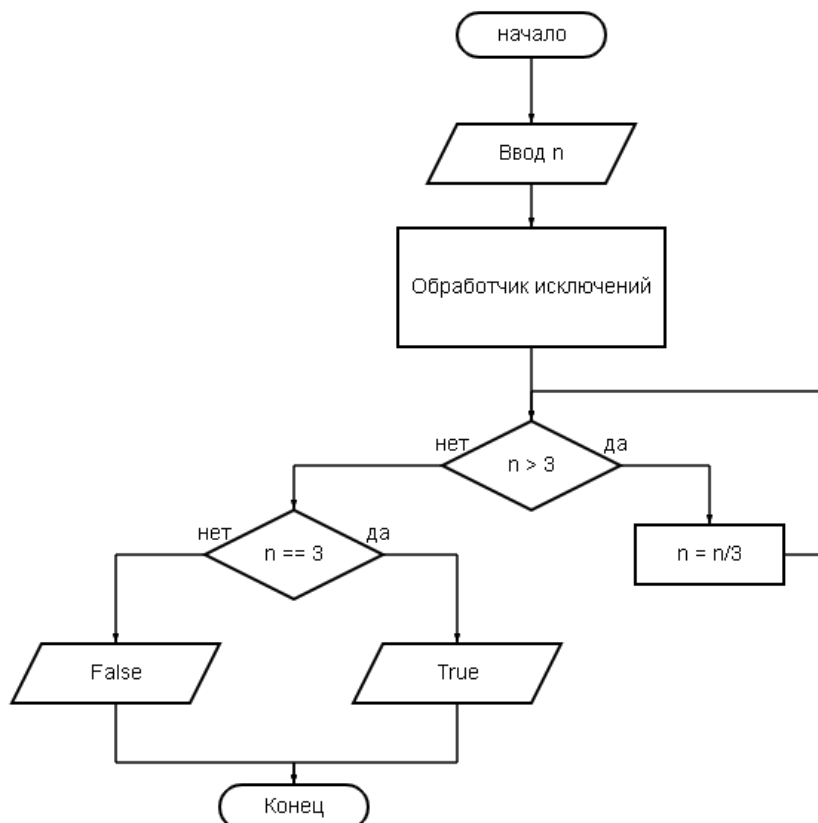 начало
Ввод n
Обработчик исключений
нет
n > 3
да
нет
n == 3
да
n = n/3
False
True
Конец